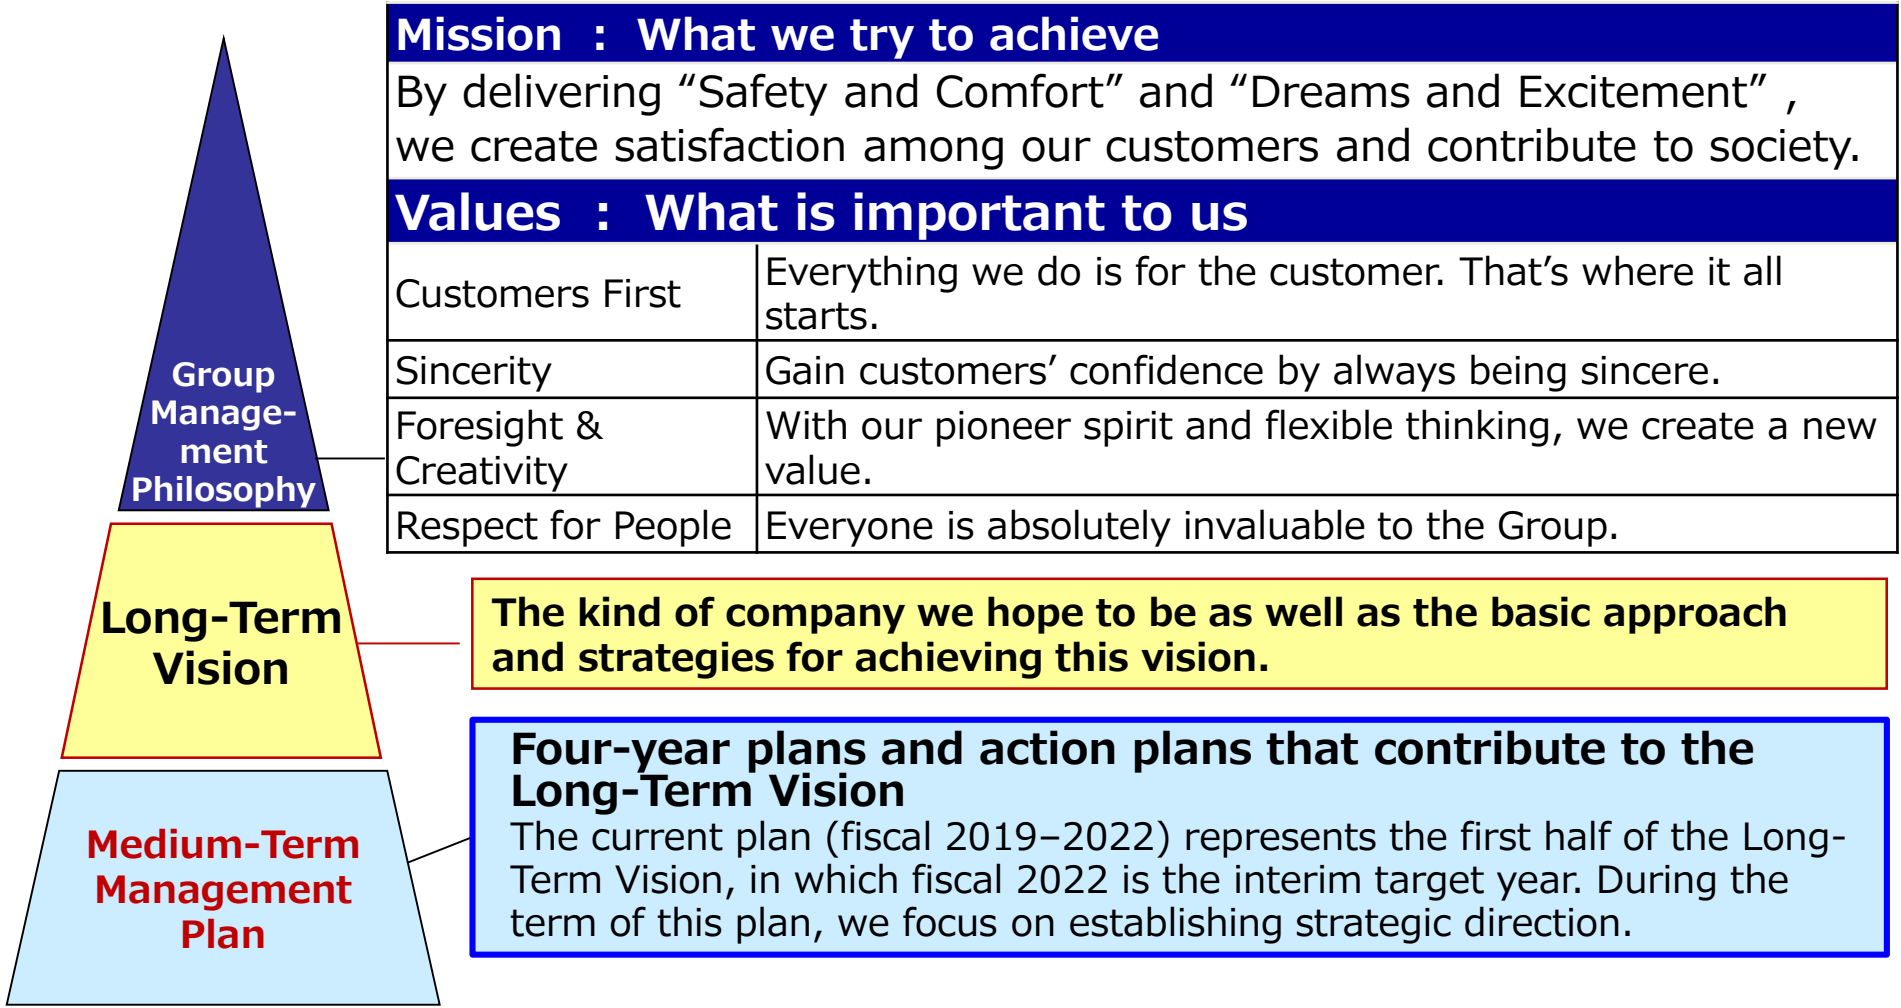 Mission : What we try to achieve
By delivering “Safety and Comfort” and “Dreams and Excitement” ,
we create satisfaction among our customers and contribute to society.
Values : What is important to us
Customers First
Everything we do is for the customer. That’s where it all
starts.
Sincerity
Gain customers’ confidence by always being sincere.
Foresight &
Creativity
With our pioneer spirit and flexible thinking, we create a new
value.
Respect for People
Everyone is absolutely invaluable to the Group.
Group
Manage-
ment
Philosophy
Long-Term
Vision
The kind of company we hope to be as well as the basic approach
and strategies for achieving this vision.
Medium-Term
Management
Plan
Four-year plans and action plans that contribute to the
Long-Term Vision
The current plan (fiscal 2019–2022) represents the first half of the Long-
Term Vision, in which fiscal 2022 is the interim target year. During the
term of this plan, we focus on establishing strategic direction.